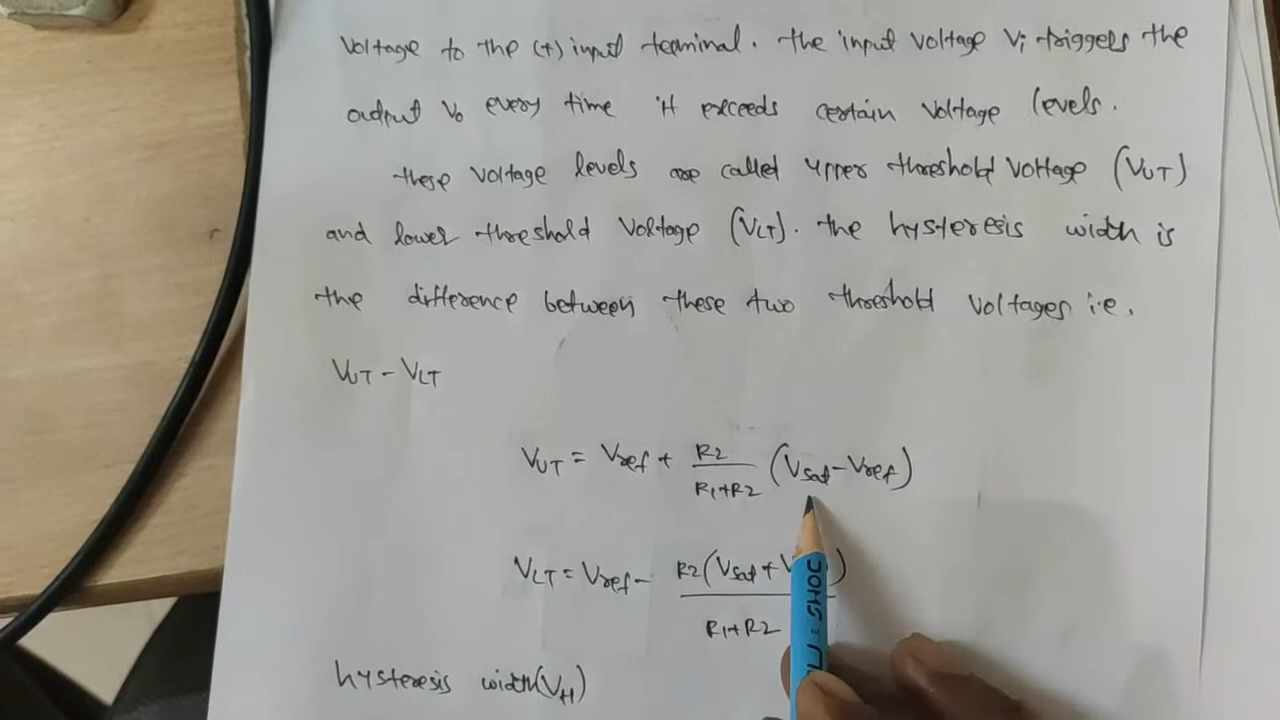 Voltage to the (+) input terminal. the input voltage Vi triggers the
output Vo every time it exceeds certain Voltage levels.
these Voltage levels are called upper threshold Voltage (VUT)
and lower threshold Voltage (VLT). the hysteresis width is
the difference between these two threshold Voltages i.e.
VUT - VLT
VUT = Vref + R2/(R1+R2) (Vsat - Vref)
VLT = Vref - R2(Vsat + V )/(R1+R2)
hysteresis width(VH)